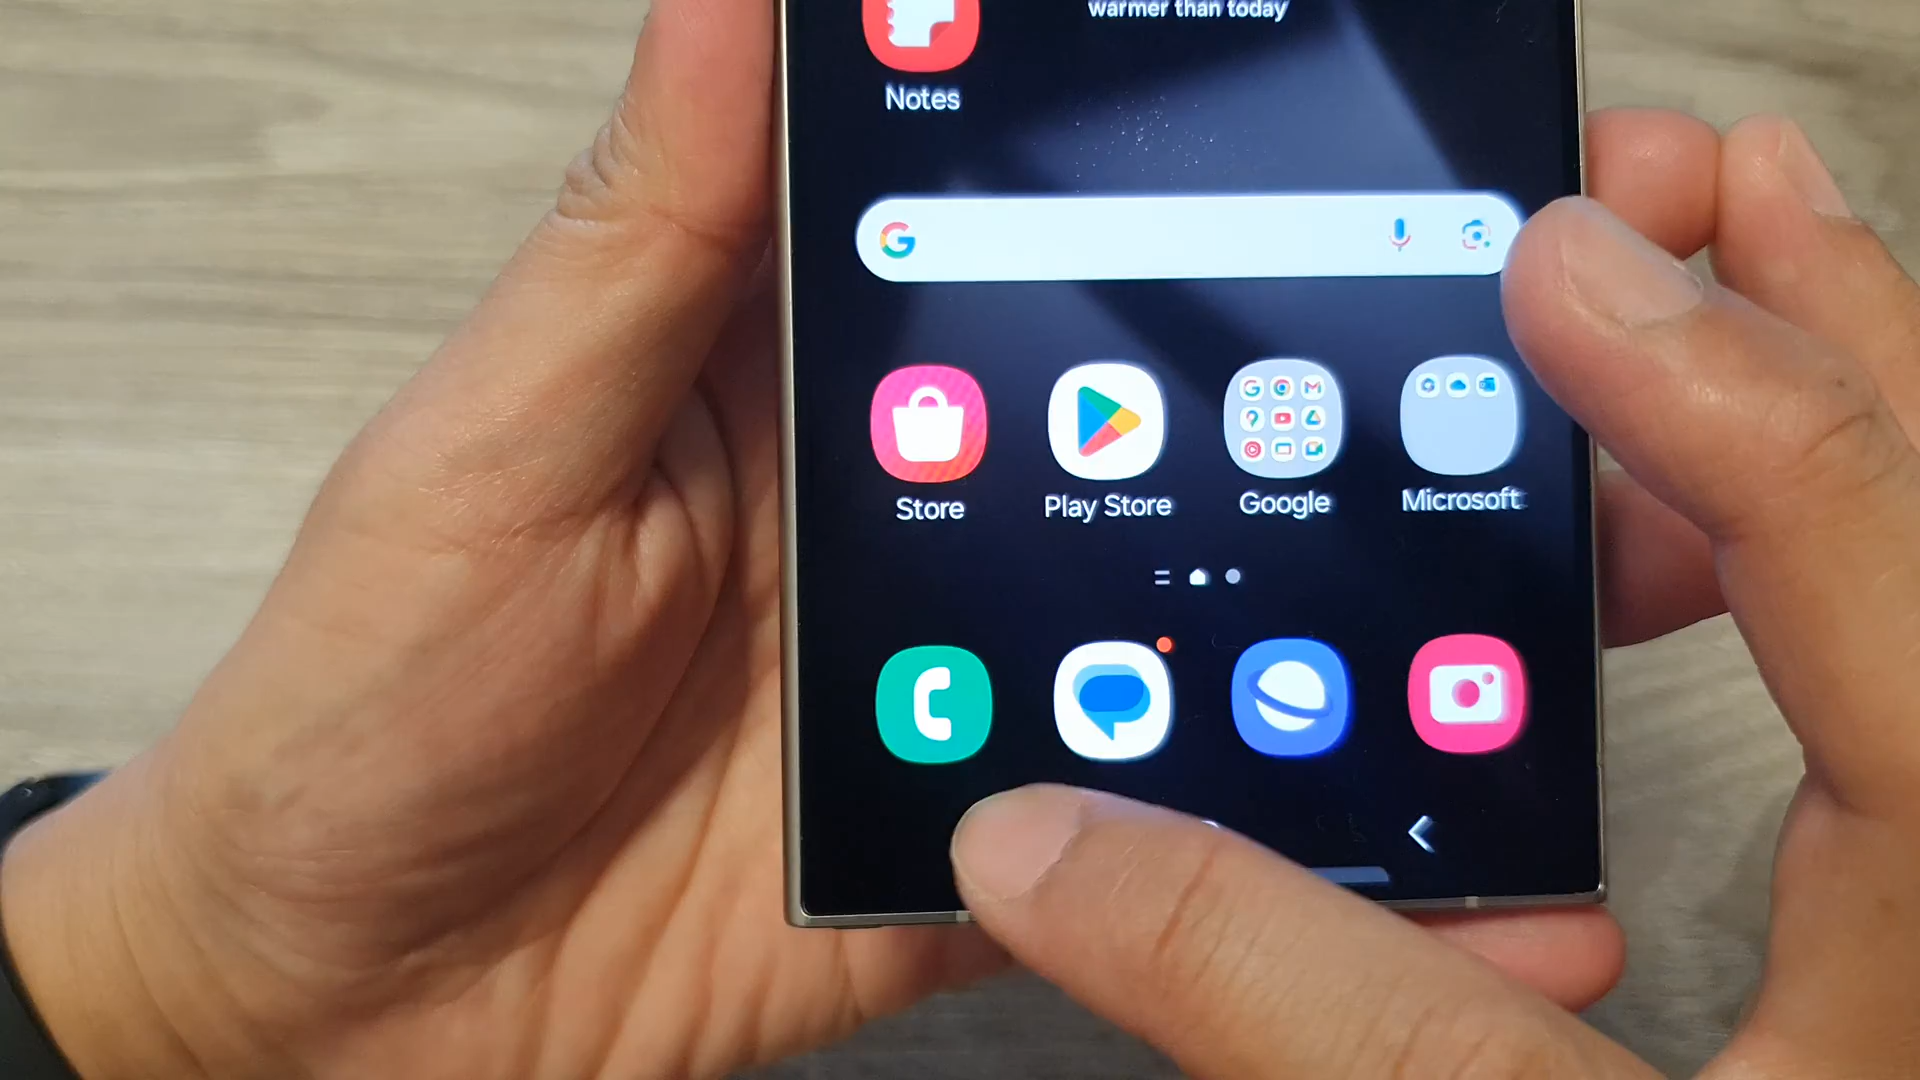 warmer than today
Notes
Store
Play Store
Google
Microsoft